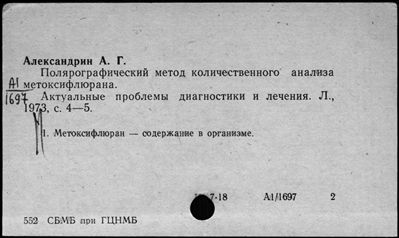 Александрин А. Г.
Полярографический метод количественного анализа
А1 метоксифлюрана.
1697 Актуальные проблемы диагностики и лечения. Л.,
1973, с. 4—5.
1. Метоксифлюран — содержание в организме.
7-18 А1/1697 2
552 СБМБ при ГЦНМБ